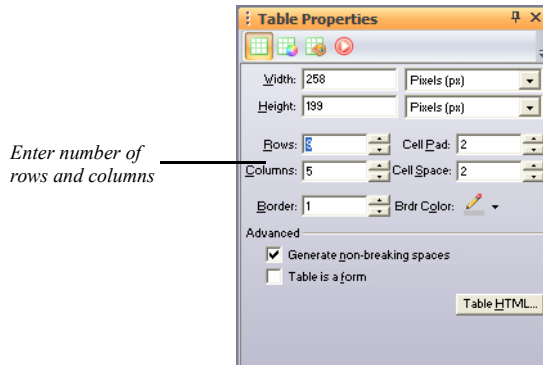 Table Properties
Width: 258 Pixels (px)
Height: 199 Pixels (px)
Enter number of
rows and columns
Rows: 3 Cell Pad: 2
Columns: 5 Cell Space: 2
Border: 1 Brdr Color:
Advanced
Generate non-breaking spaces
Table is a form
Table HTML...